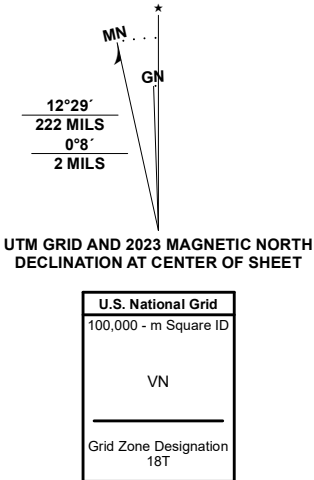 ★
MN
GN
12°29´
222 MILS
0°8´
2 MILS
UTM GRID AND 2023 MAGNETIC NORTH
DECLINATION AT CENTER OF SHEET
U.S. National Grid
100,000 - m Square ID
VN
Grid Zone Designation
18T